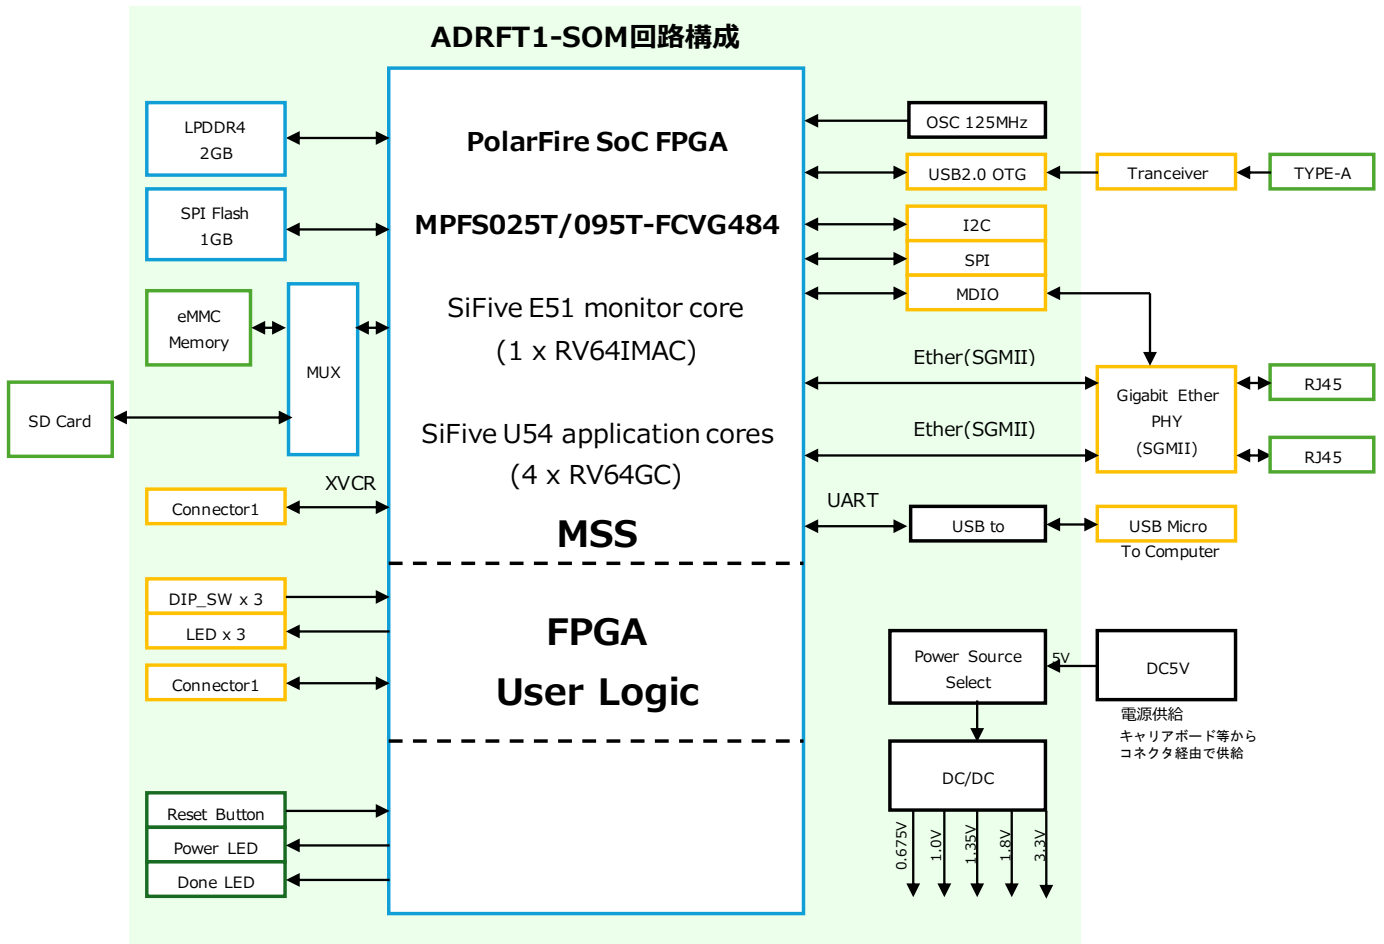 ADRFT1-SOM回路構成
LPDDR4
2GB
SPI Flash
1GB
eMMC
Memory
MUX
SD Card
XVCR
Connector1
DIP_SW x 3
LED x 3
Connector1
Reset Button
Power LED
Done LED
PolarFire SoC FPGA
MPFS025T/095T-FCVG484
SiFive E51 monitor core
(1 x RV64IMAC)
SiFive U54 application cores
(4 x RV64GC)
MSS
FPGA
User Logic
OSC 125MHz
USB2.0 OTG
Tranceiver
TYPE-A
I2C
SPI
MDIO
Ether(SGMII)
Ether(SGMII)
Gigabit Ether
PHY
(SGMII)
RJ45
RJ45
UART
USB to
USB Micro
To Computer
Power Source
Select
5V
DC5V
電源供給
キャリアボード等から
コネクタ経由で供給
DC/DC
0.675V
1.0V
1.35V
1.8V
3.3V